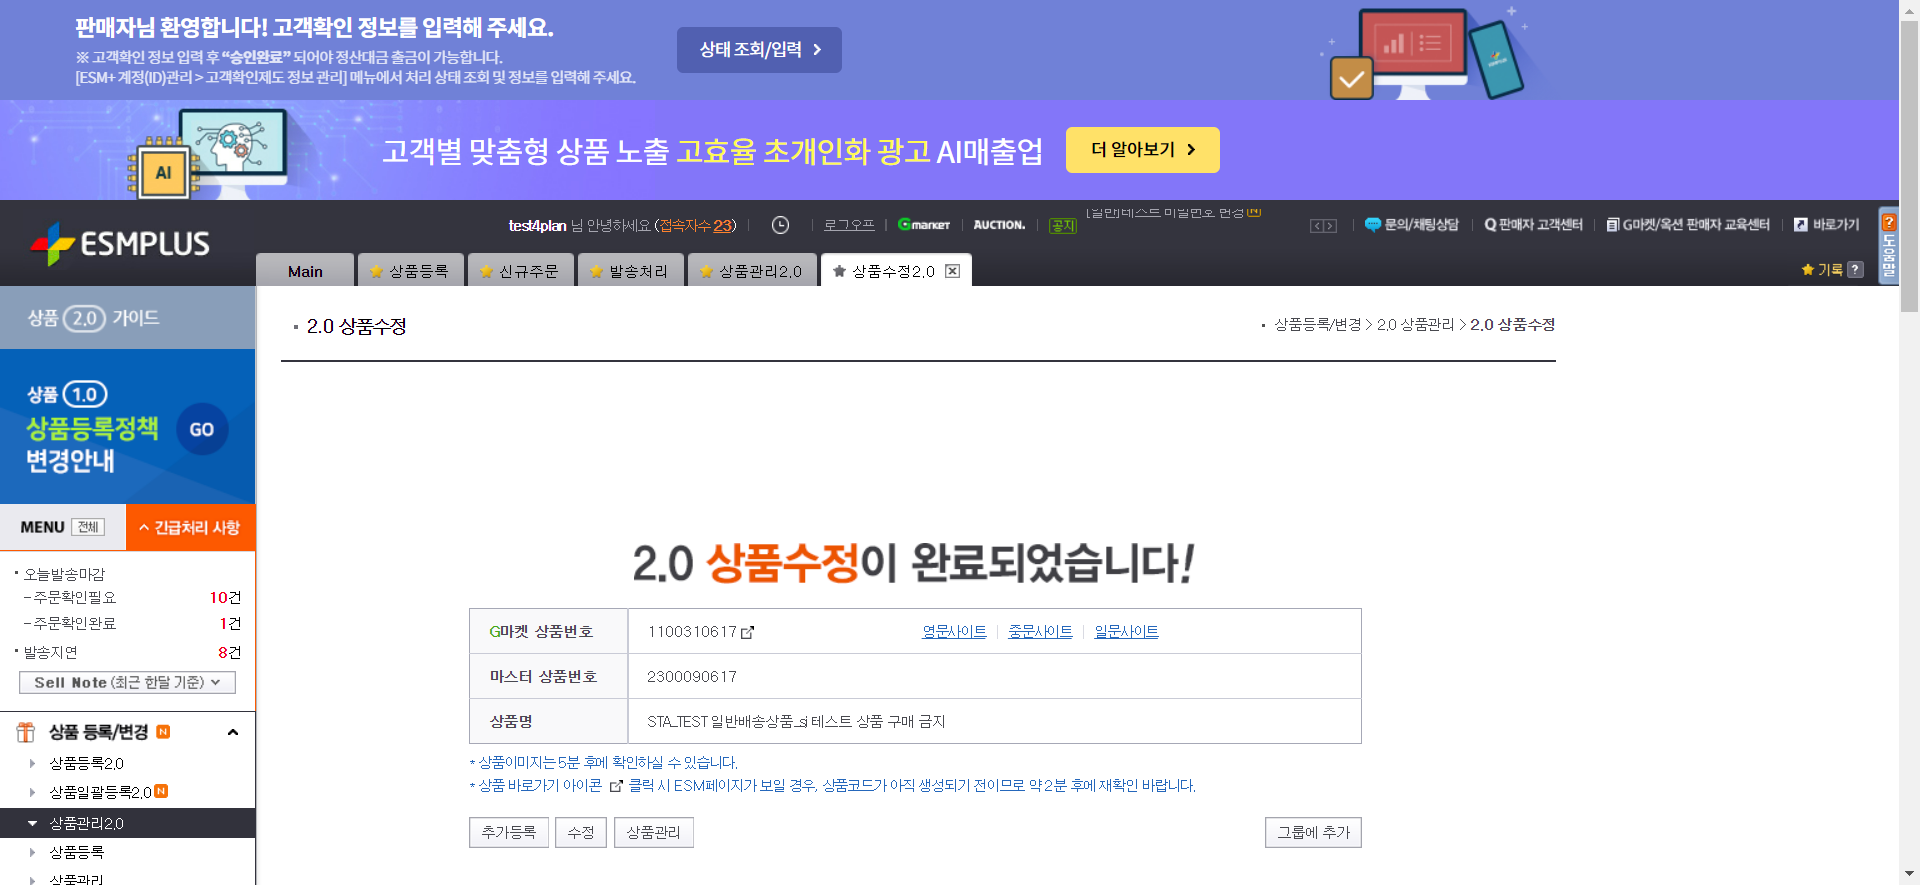 판매자님 환영합니다! 고객확인 정보를 입력해 주세요.
※ 고객확인 정보 입력 후 “승인완료” 되어야 정산대금 출금이 가능합니다.
[ESM+ 계정(ID)관리 > 고객확인제도 정보 관리] 메뉴에서 처리 상태 조회 및 정보를 입력해 주세요.
상태 조회/입력 >
AI
고객별 맞춤형 상품 노출 고효율 초개인화 광고 AI매출업
더 알아보기 >
ESMPLUS
test4plan 님 안녕하세요 (접속자수 23)
로그오프
Gmarket
AUCTION.
공지
[일반]테스트 비밀번호 변경 N
문의/채팅상담
판매자 고객센터
G마켓/옥션 판매자 교육센터
바로가기
? 도움말
Main
상품등록
신규주문
발송처리
상품관리2.0
상품수정2.0
기록 ?
상품 2.0 가이드
상품 1.0
상품등록정책
변경안내
GO
MENU 전체
긴급처리 사항
오늘발송마감
-주문확인필요 10건
-주문확인완료 1건
발송지연 8건
Sell Note (최근 한달 기준)
상품 등록/변경 N
상품등록2.0
상품일괄등록2.0 N
상품관리2.0
상품등록
상품관리
2.0 상품수정
상품등록/변경 > 2.0 상품관리 > 2.0 상품수정
2.0 상품수정이 완료되었습니다!
G마켓 상품번호 1100310617 영문사이트 중문사이트 일문사이트
마스터 상품번호 2300090617
상품명 STA_TEST 일반배송상품_sj 테스트 상품 구매 금지
* 상품이미지는 5분 후에 확인하실 수 있습니다.
* 상품 바로가기 아이콘 클릭 시 ESM페이지가 보일 경우, 상품코드가 아직 생성되기 전이므로 약 2분 후에 재확인 바랍니다.
추가등록
수정
상품관리
그룹에 추가